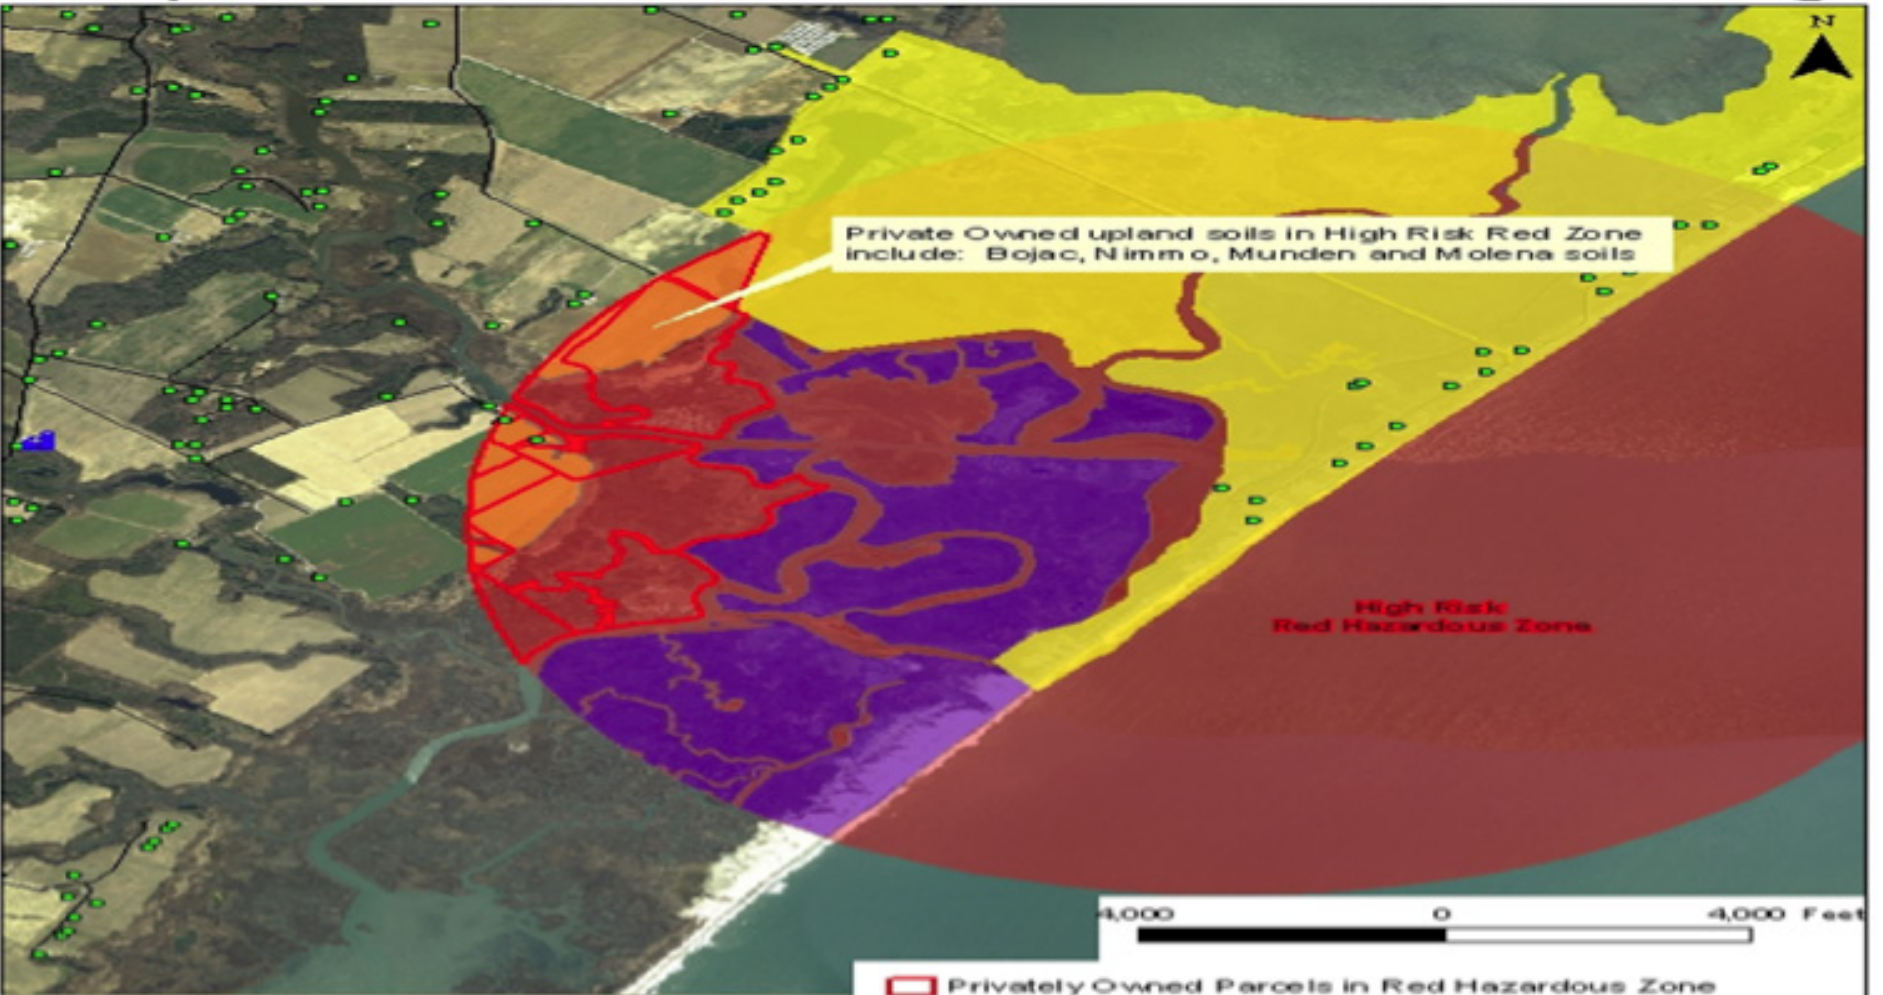 N
Private Owned upland soils in High Risk Red Zone
include: Bojac, Nimmo, Munden and Molena soils
High Risk
Red Hazardous Zone
4,000 0 4,000 Feet
Privately Owned Parcels in Red Hazardous Zone